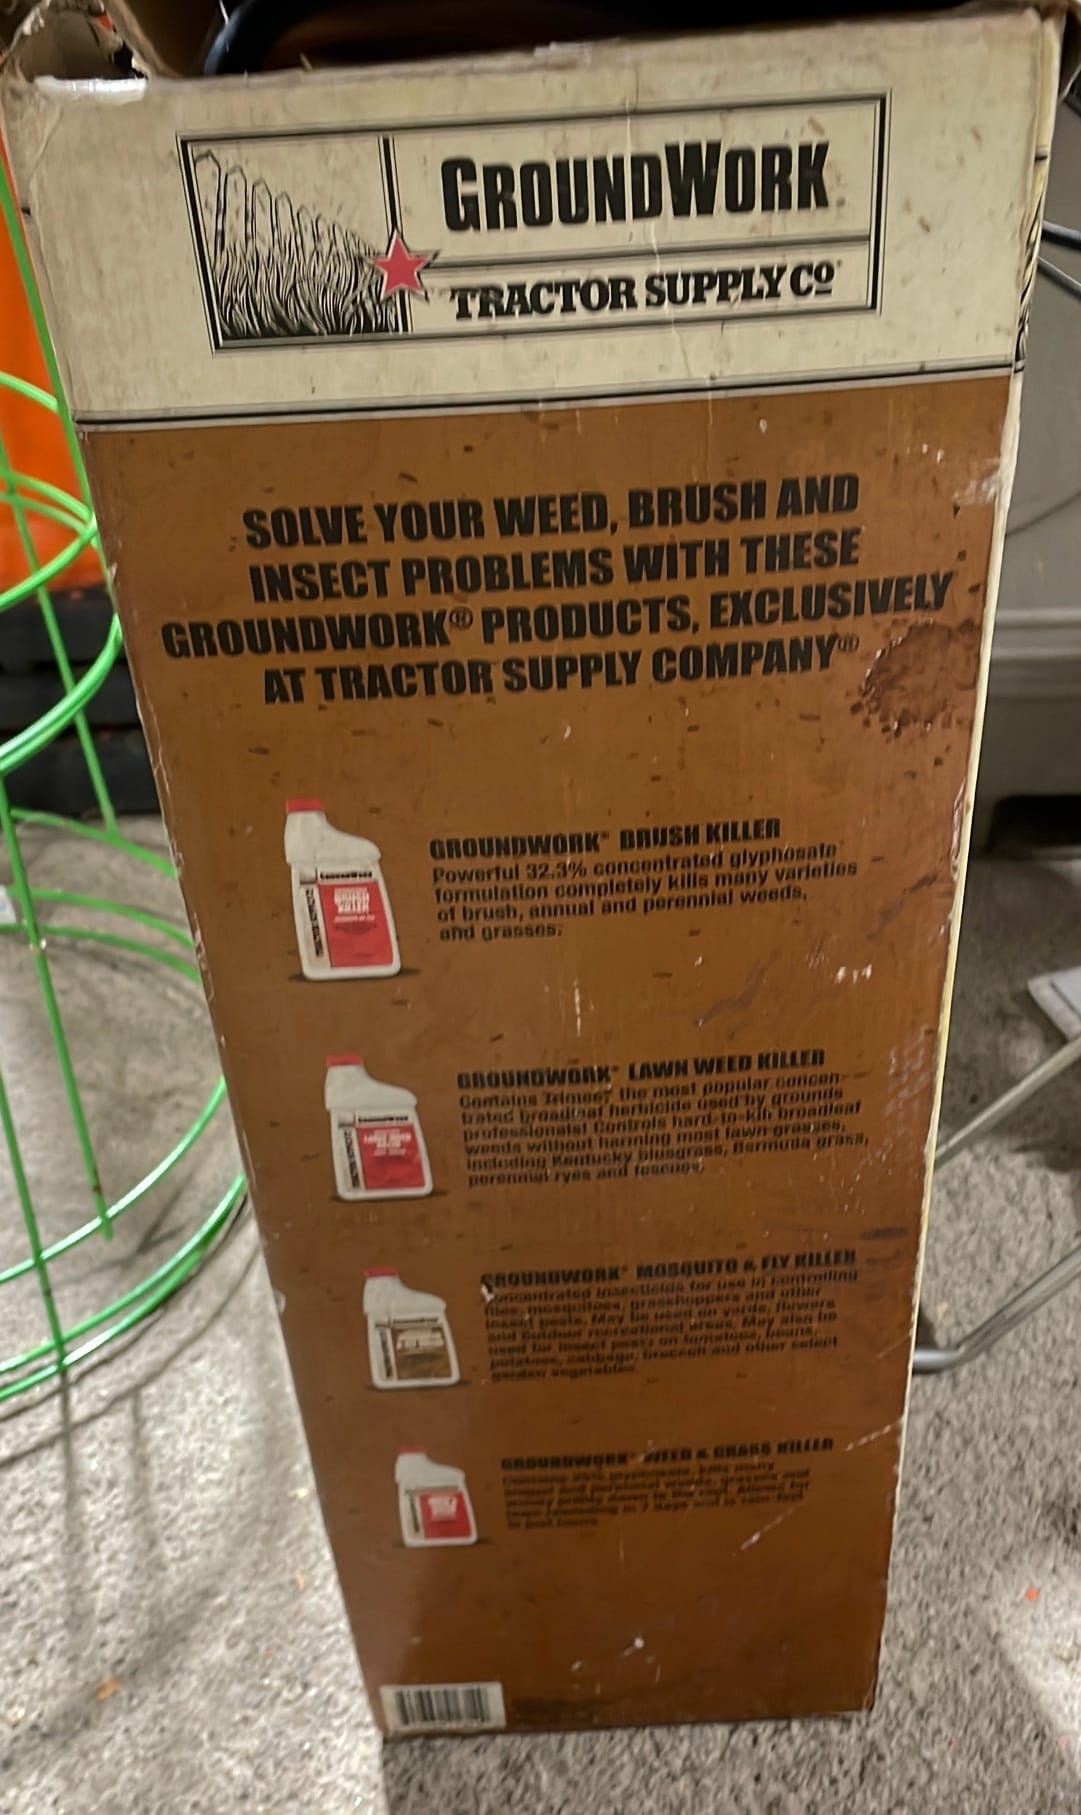 GROUNDWORK
TRACTOR SUPPLY Cº
SOLVE YOUR WEED, BRUSH AND
INSECT PROBLEMS WITH THESE
GROUNDWORK® PRODUCTS, EXCLUSIVELY
AT TRACTOR SUPPLY COMPANY®
GROUNDWORK® BRUSH KILLER
Powerful 32.3% concentrated glyphosate
formulation completely kills many varieties
of brush, annual and perennial weeds,
and grasses.
BRUSH
KILLER
GROUNDWORK® LAWN WEED KILLER
Contains Trimec® the most popular concen-
trated broadleaf herbicide used by grounds
professionals! Controls hard-to-kill broadleaf
weeds without harming most lawn grasses,
including Kentucky bluegrass, Bermuda grass,
perennial ryes and fescues.
GROUNDWORK® MOSQUITO & FLY KILLER
Concentrated insecticide for use in controlling
flies, mosquitoes, grasshoppers and other
insect pests. May be used on yards, flowers
and outdoor recreational areas. May also be
used for insect pests on tomatoes, beans,
potatoes, cabbage, broccoli and other select
garden vegetables.
GROUNDWORK® WEED & GRASS KILLER